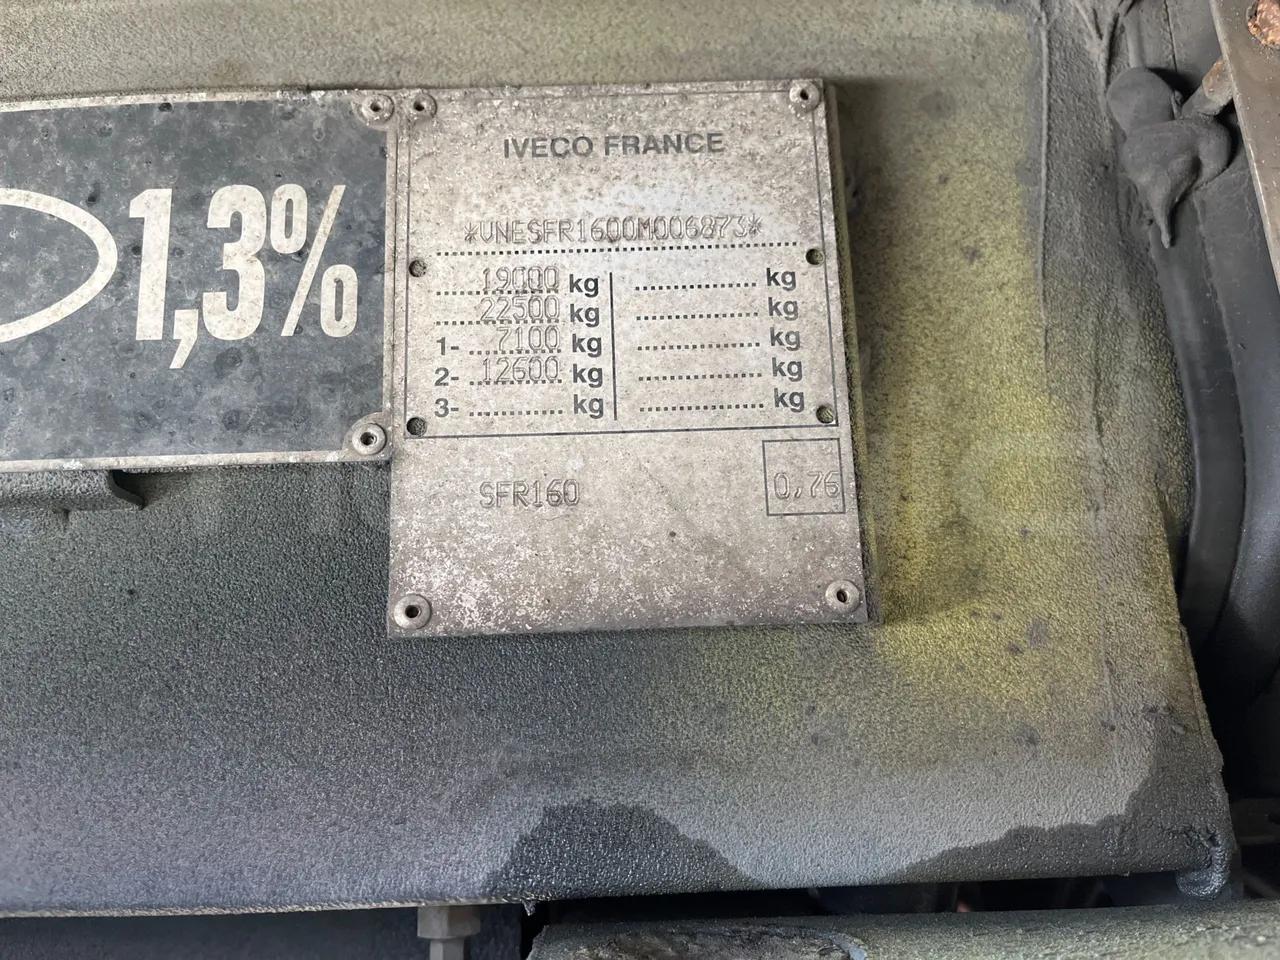 1,3%
IVECO FRANCE
*VNESFR1600M006873*
19000 kg kg
22500 kg kg
1- 7100 kg kg
2- 12600 kg kg
3- kg kg
SFR160 0,76